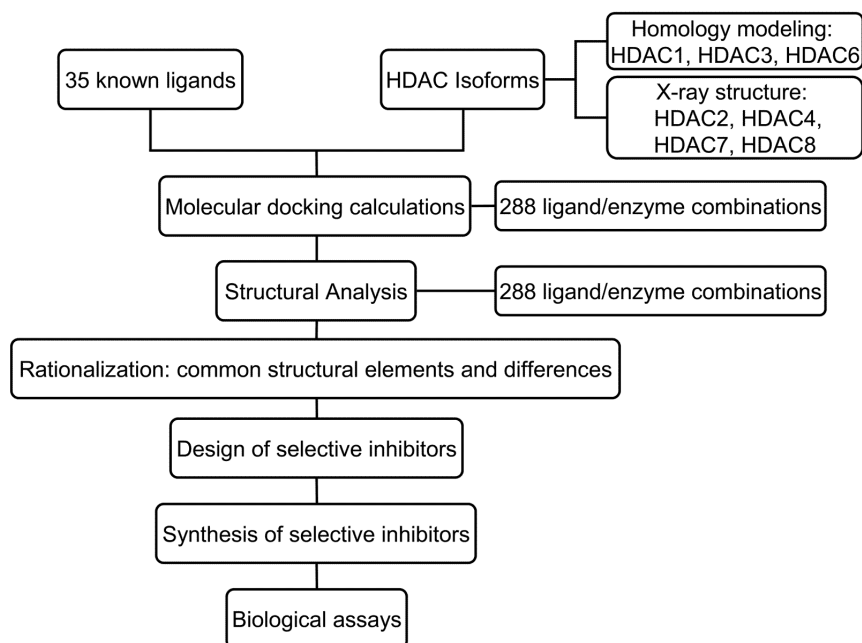 35 known ligands
HDAC Isoforms
Homology modeling:
HDAC1, HDAC3, HDAC6
X-ray structure:
HDAC2, HDAC4,
HDAC7, HDAC8
Molecular docking calculations
288 ligand/enzyme combinations
Structural Analysis
288 ligand/enzyme combinations
Rationalization: common structural elements and differences
Design of selective inhibitors
Synthesis of selective inhibitors
Biological assays